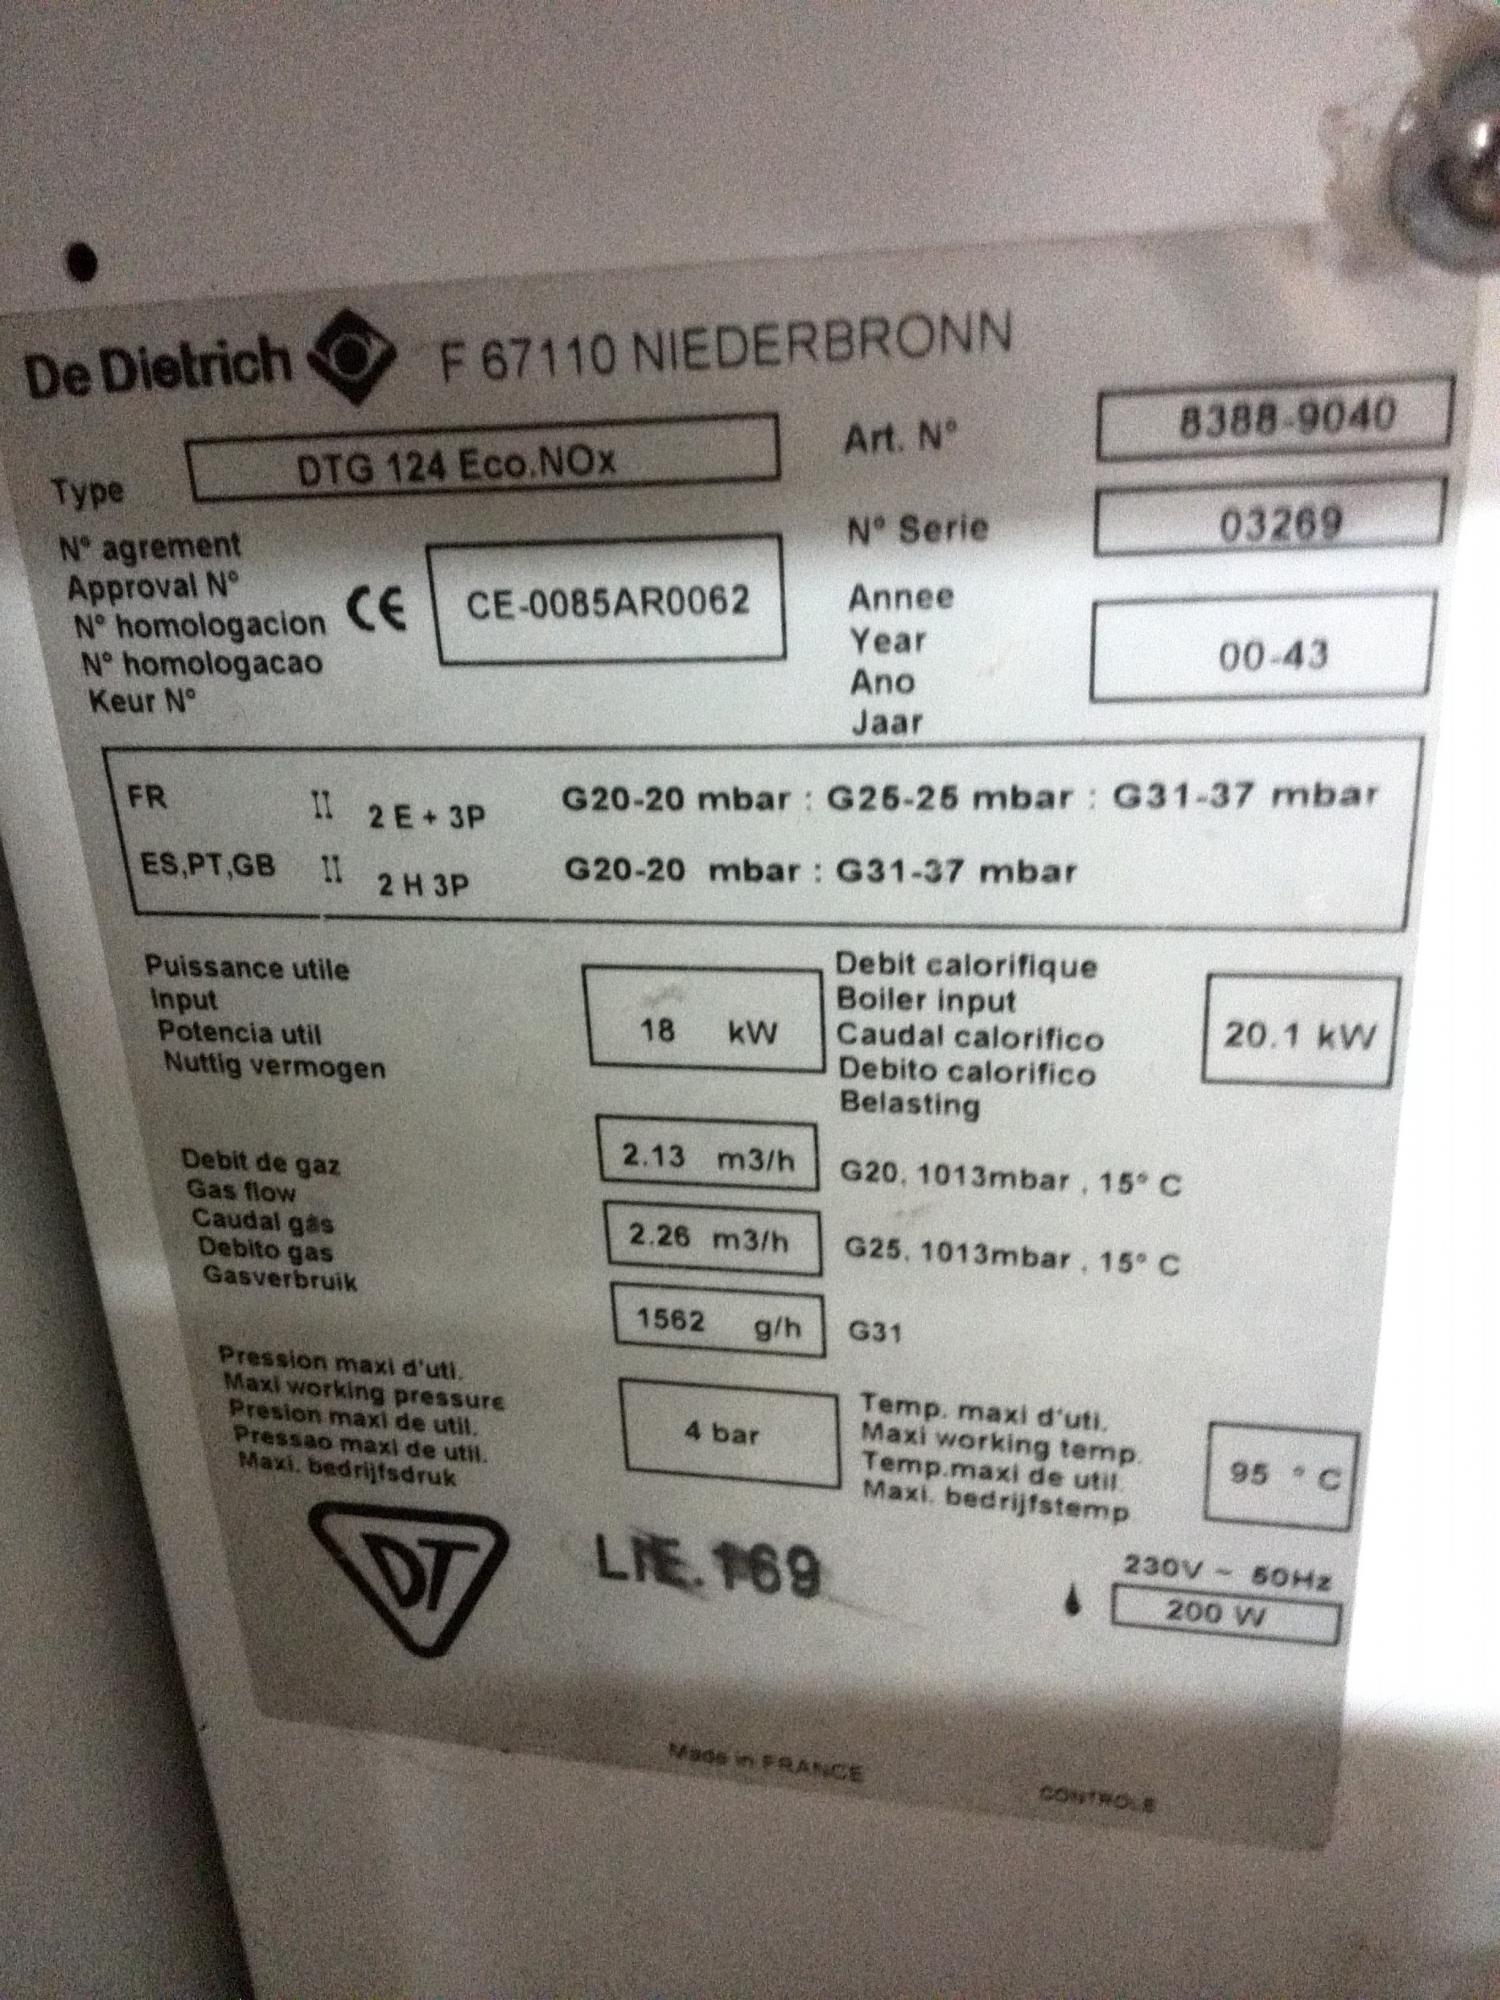 De Dietrich F 67110 NIEDERBRONN
Type DTG 124 Eco.NOx
Art. N° 8388-9040
N° agrement
Approval N°
N° homologacion
N° homologacao
Keur N°
CE CE-0085AR0062
N° Serie 03269
Annee
Year
Ano
Jaar
00-43
FR II 2 E + 3P G20-20 mbar : G25-25 mbar : G31-37 mbar
ES,PT,GB II 2 H 3P G20-20 mbar : G31-37 mbar
Puissance utile
Input
Potencia util
Nuttig vermogen
18 kW
Debit calorifique
Boiler input
Caudal calorifico
Debito calorifico
Belasting
20.1 kW
Debit de gaz
Gas flow
Caudal gas
Debito gas
Gasverbruik
2.13 m3/h G20, 1013mbar , 15° C
2.26 m3/h G25, 1013mbar , 15° C
1562 g/h G31
Pression maxi d'uti.
Maxi working pressure
Presion maxi de util.
Pressao maxi de util.
Maxi. bedrijfsdruk
4 bar
Temp. maxi d'uti.
Maxi working temp.
Temp.maxi de util.
Maxi. bedrijfstemp
95 ° C
DT
LIE.169
230V ~ 50Hz
200 W
Made in FRANCE
CONTROLE